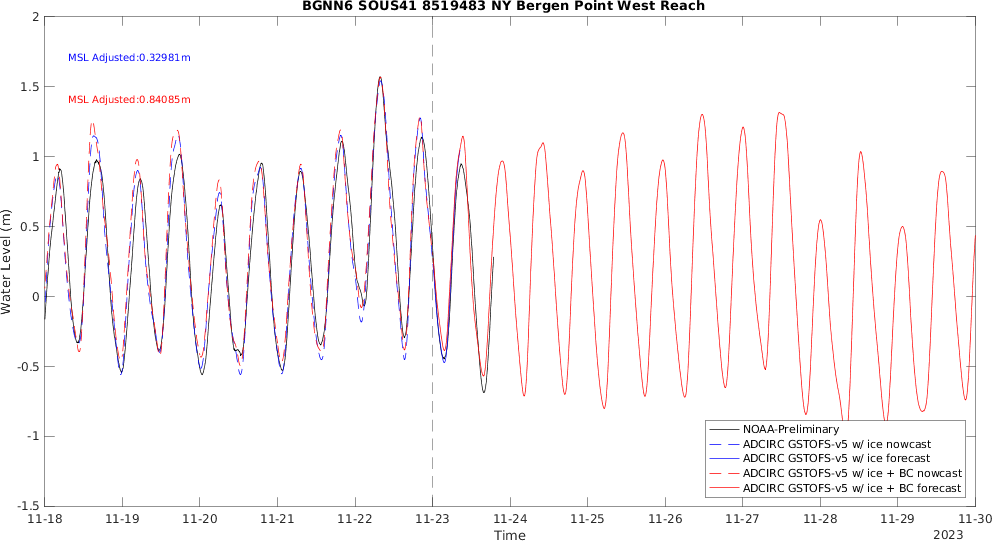 BGNN6 SOUS41 8519483 NY Bergen Point West Reach
2
1.5
1
0.5
0
-0.5
-1
-1.5
Water Level (m)
MSL Adjusted:0.32981m
MSL Adjusted:0.84085m
NOAA-Preliminary
ADCIRC GSTOFS-v5 w/ ice nowcast
ADCIRC GSTOFS-v5 w/ ice forecast
ADCIRC GSTOFS-v5 w/ ice + BC nowcast
ADCIRC GSTOFS-v5 w/ ice + BC forecast
11-18 11-19 11-20 11-21 11-22 11-23 11-24 11-25 11-26 11-27 11-28 11-29 11-30
Time
2023